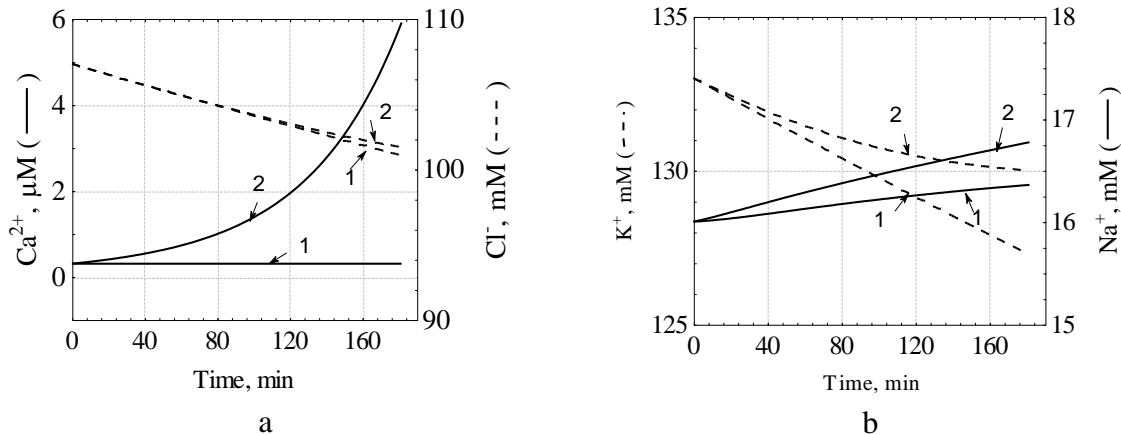 6
4
2
0
Ca²⁺, μM ( — )
110
100
90
Cl⁻, mM ( - - - )
2
1
2
1
0 40 80 120 160
Time, min
a
135
130
125
K⁺, mM ( - · - )
18
17
16
15
Na⁺, mM ( — )
2
2
1
1
0 40 80 120 160
Time, min
b